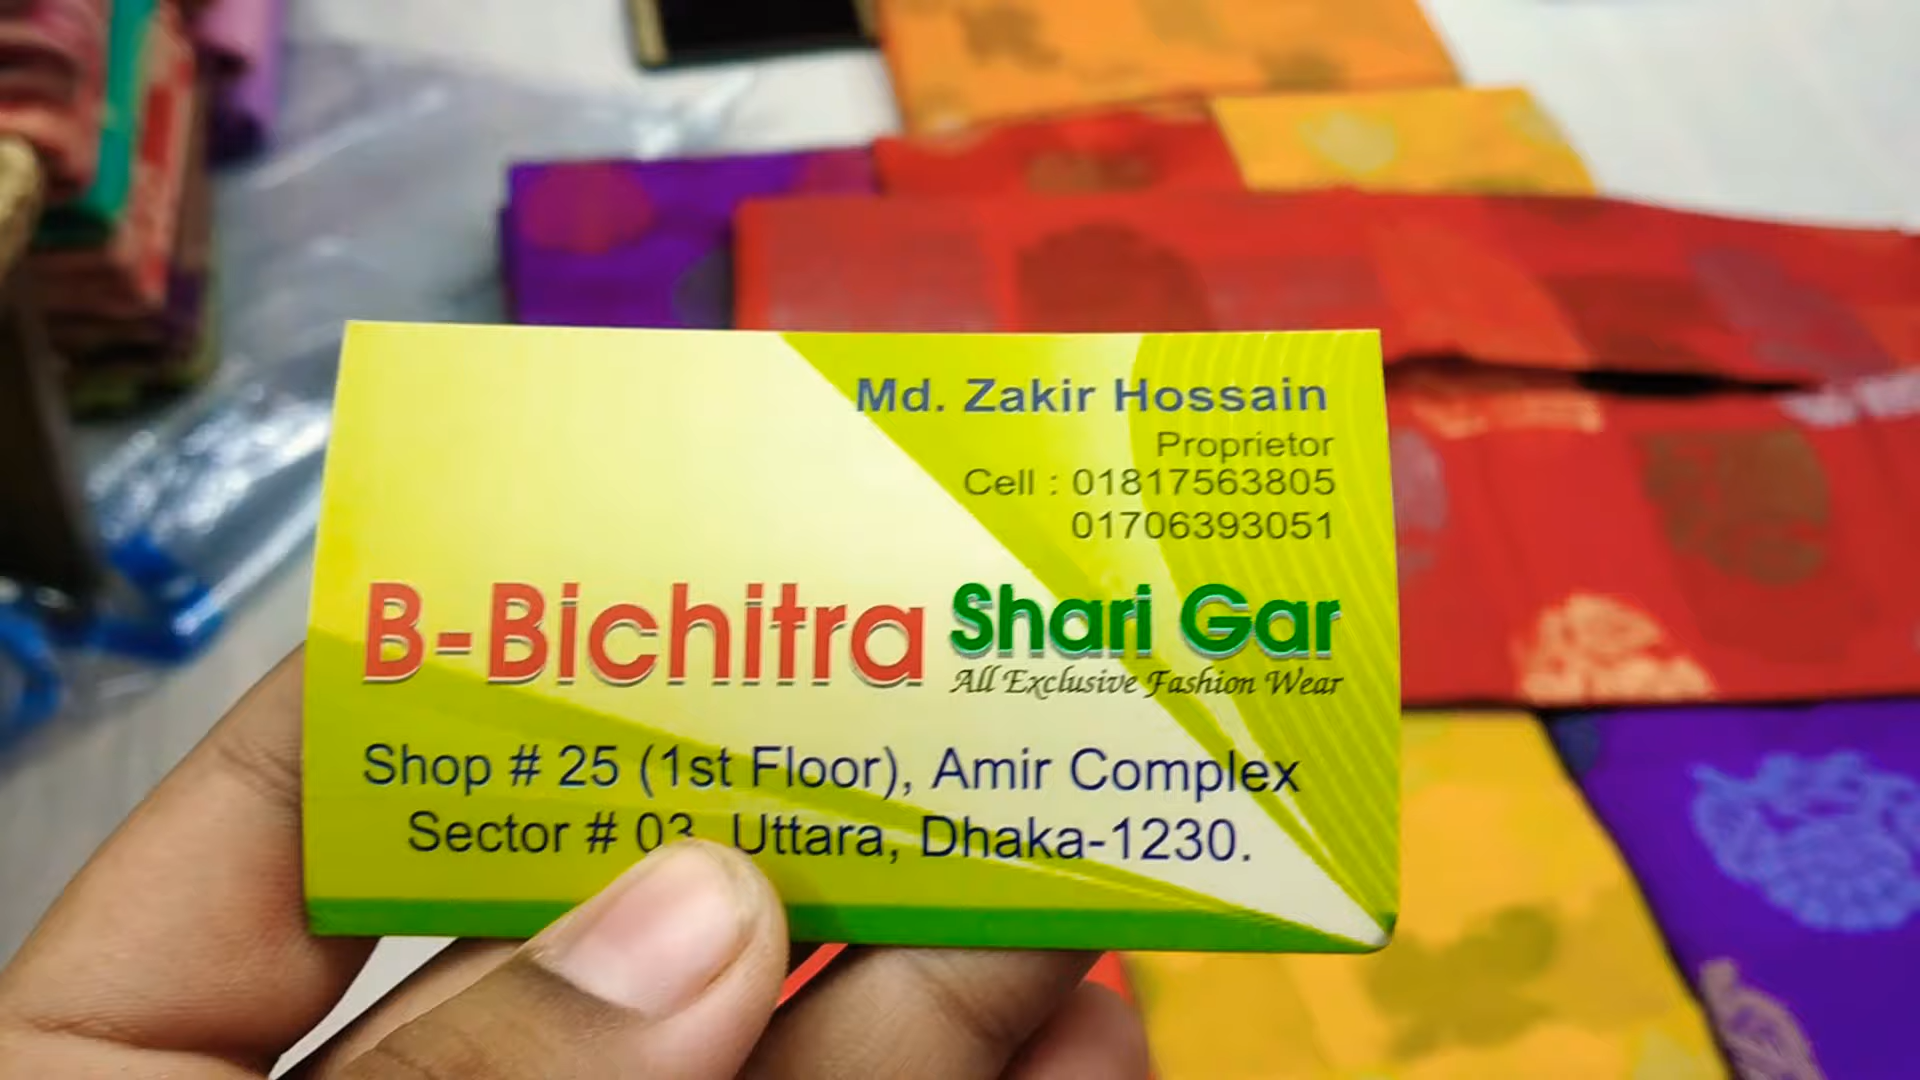 Md. Zakir Hossain
Proprietor
Cell : 01817563805
01706393051
B-Bichitra Shari Gar
All Exclusive Fashion Wear
Shop # 25 (1st Floor), Amir Complex
Sector # 03, Uttara, Dhaka-1230.